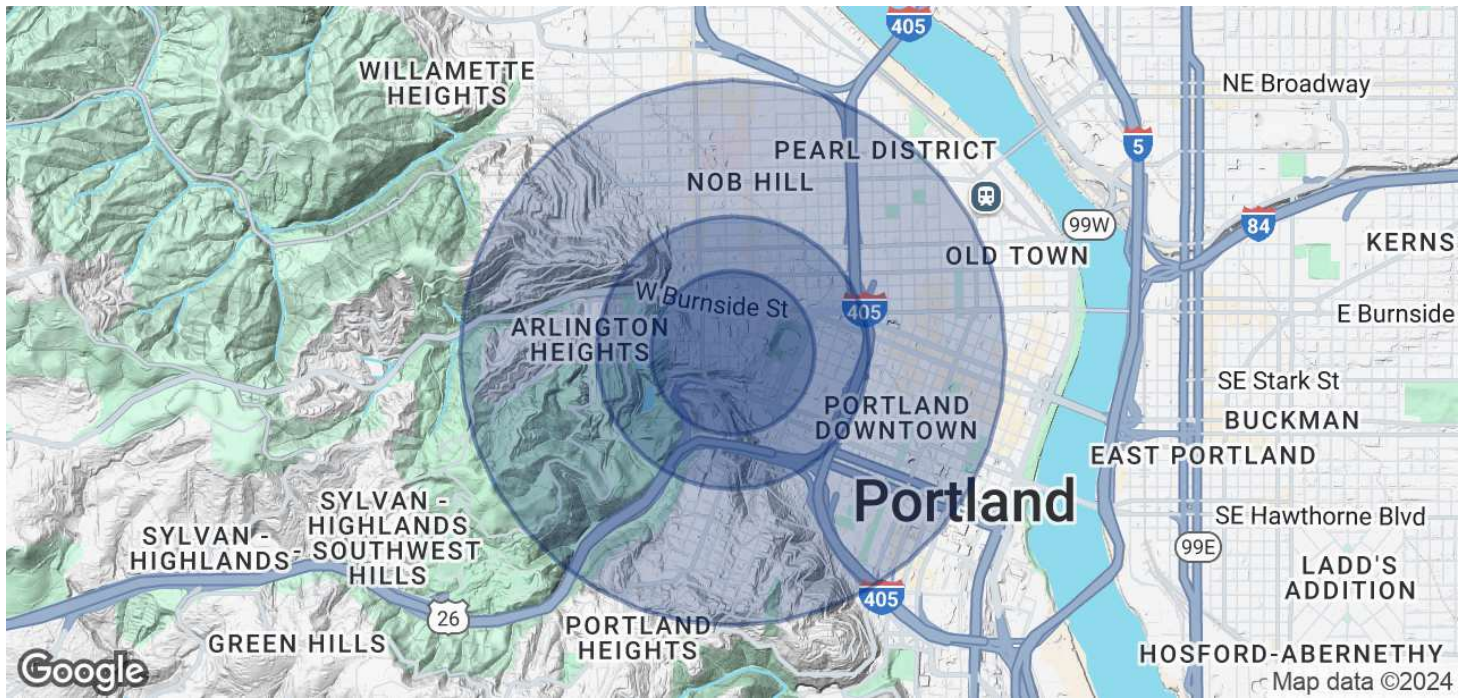 405
WILLAMETTE
HEIGHTS
NE Broadway
5
PEARL DISTRICT
NOB HILL
99W
84
KERNS
OLD TOWN
W Burnside St
405
E Burnside
ARLINGTON
HEIGHTS
SE Stark St
PORTLAND
DOWNTOWN
BUCKMAN
EAST PORTLAND
Portland
SYLVAN -
HIGHLANDS
- SOUTHWEST
HILLS
SYLVAN -
HIGHLANDS
SE Hawthorne Blvd
99E
LADD'S
ADDITION
405
26
PORTLAND
HEIGHTS
GREEN HILLS
HOSFORD-ABERNETHY
Google
Map data ©2024